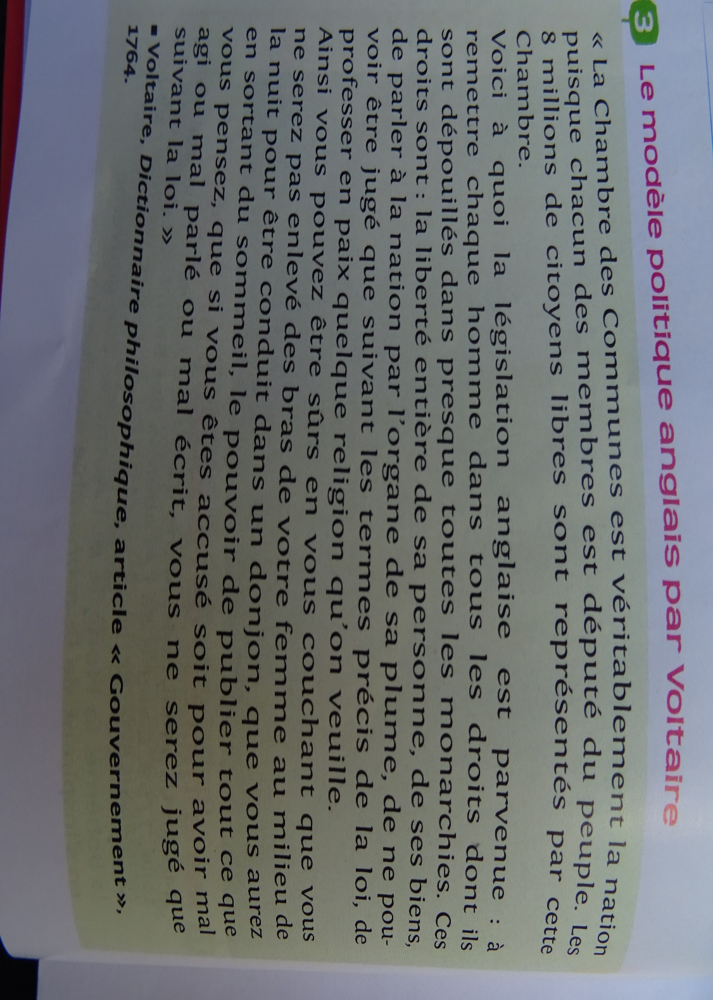 3 Le modèle politique anglais par Voltaire
« La Chambre des Communes est véritablement la nation
puisque chacun des membres est député du peuple. Les
8 millions de citoyens libres sont représentés par cette
Chambre.
Voici à quoi la législation anglaise est parvenue : à
remettre chaque homme dans tous les droits dont ils
sont dépouillés dans presque toutes les monarchies. Ces
droits sont : la liberté entière de sa personne, de ses biens,
de parler à la nation par l'organe de sa plume, de ne pou-
voir être jugé que suivant les termes précis de la loi, de
professer en paix quelque religion qu'on veuille.
Ainsi vous pouvez être sûrs en vous couchant que vous
ne serez pas enlevé des bras de votre femme au milieu de
la nuit pour être conduit dans un donjon, que vous aurez
en sortant du sommeil, le pouvoir de publier tout ce que
vous pensez, que si vous êtes accusé soit pour avoir mal
agi ou mal parlé ou mal écrit, vous ne serez jugé que
suivant la loi. »
▪ Voltaire, Dictionnaire philosophique, article « Gouvernement »,
1764.